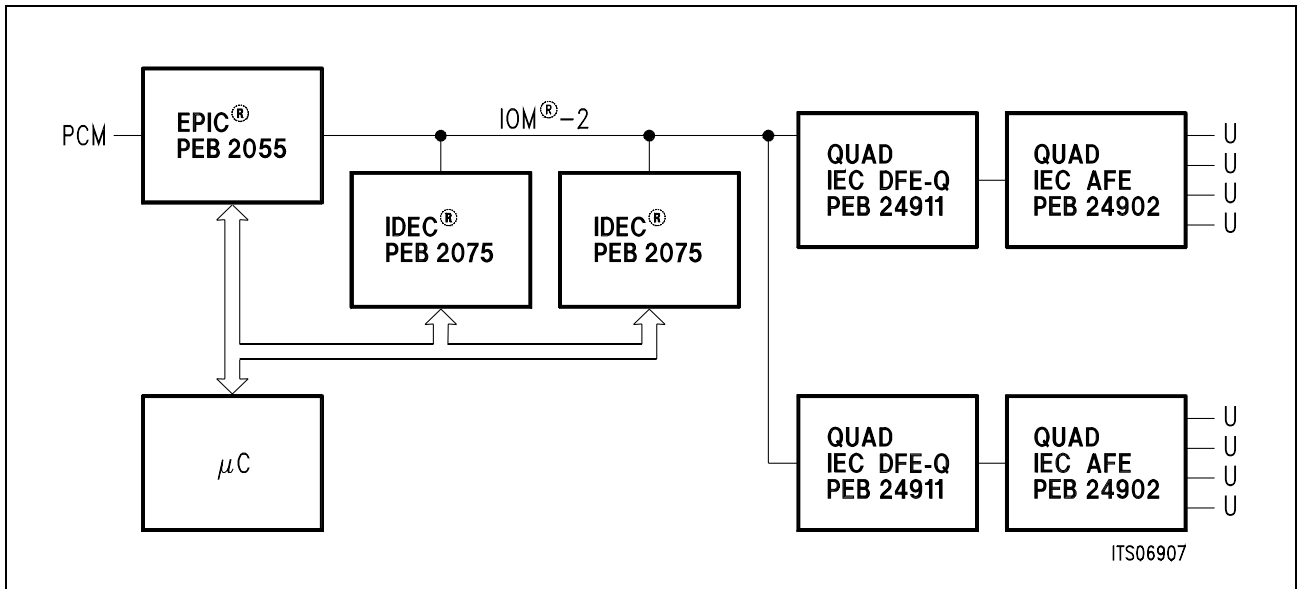 PCM
EPIC®
PEB 2055
IOM®-2
IDEC®
PEB 2075
IDEC®
PEB 2075
QUAD
IEC DFE-Q
PEB 24911
QUAD
IEC AFE
PEB 24902
U
U
U
U
μC
QUAD
IEC DFE-Q
PEB 24911
QUAD
IEC AFE
PEB 24902
U
U
U
U
ITS06907